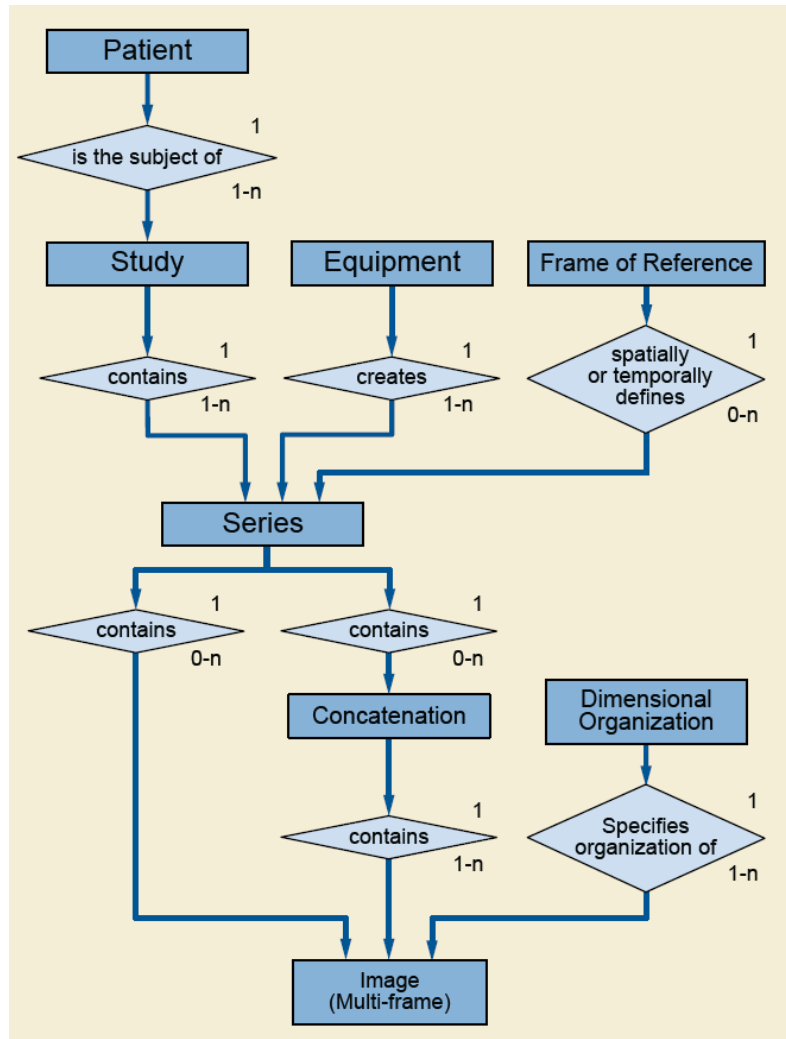 Patient
1
is the subject of
1-n
Study
Equipment
Frame of Reference
1
contains
1-n
1
creates
1-n
1
spatially
or temporally
defines
0-n
Series
1
contains
0-n
1
contains
0-n
Concatenation
Dimensional
Organization
1
contains
1-n
1
Specifies
organization of
1-n
Image
(Multi-frame)